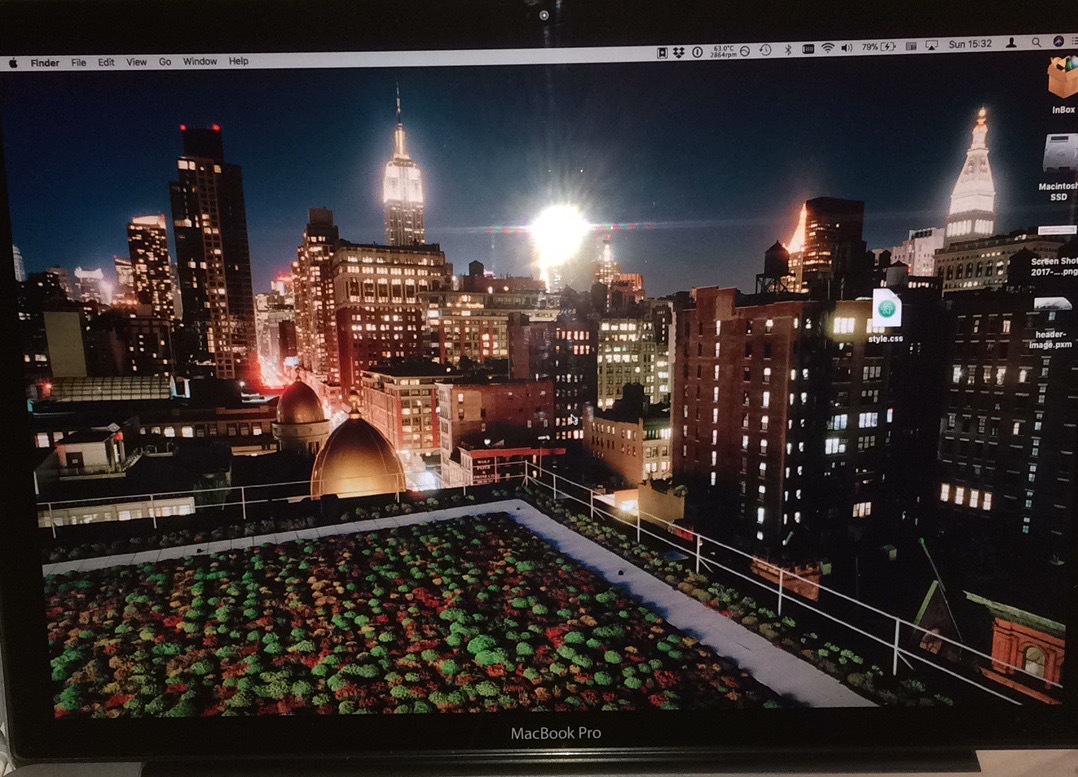 Finder File Edit View Go Window Help
63.0°C
2864rpm
79%
Sun 15:32
InBox
Macintosh
SSD
Screen Shot
2017-...png
style.css
header-
image.pxm
MacBook Pro